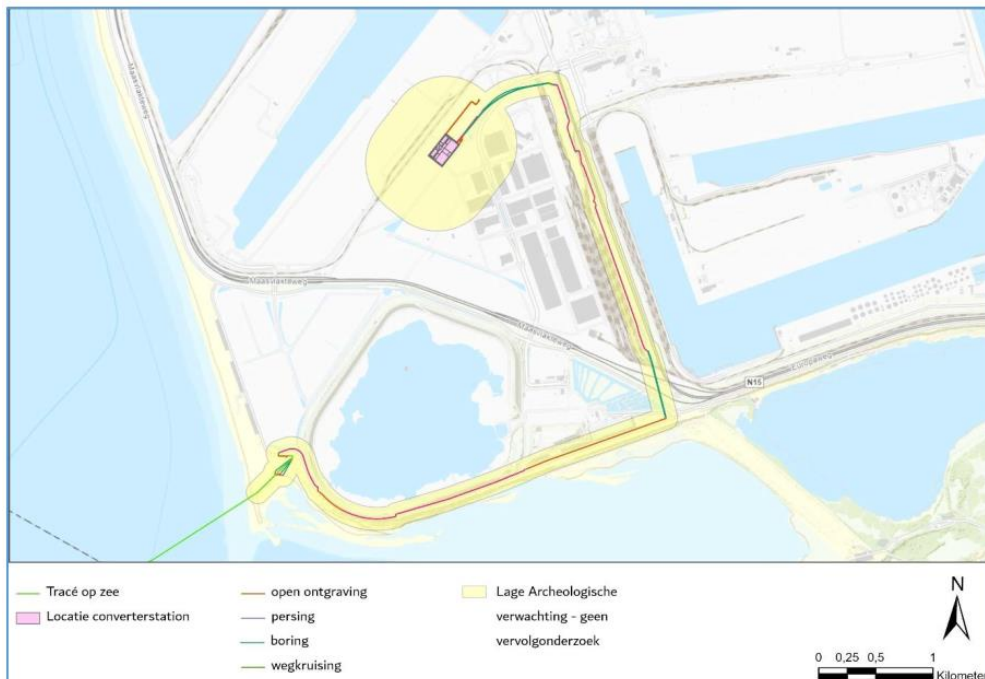 Maasvlakteweg
Maasvlakteweg
Maasvlakteweg
Europaweg
N15
Tracé op zee
Locatie converterstation
open ontgraving
persing
boring
wegkruising
Lage Archeologische
verwachting - geen
vervolgonderzoek
N
0 0,25 0,5 1
Kilometer